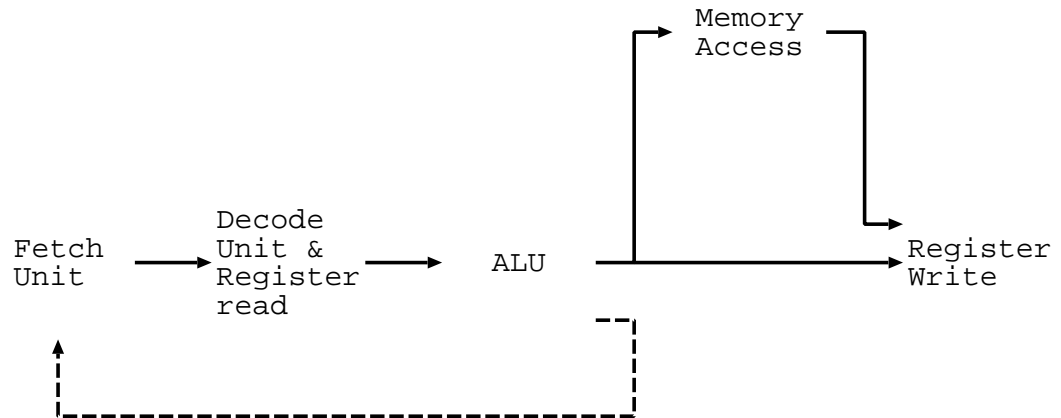 Memory
Access
Fetch
Unit
Decode
Unit &
Register
read
ALU
Register
Write